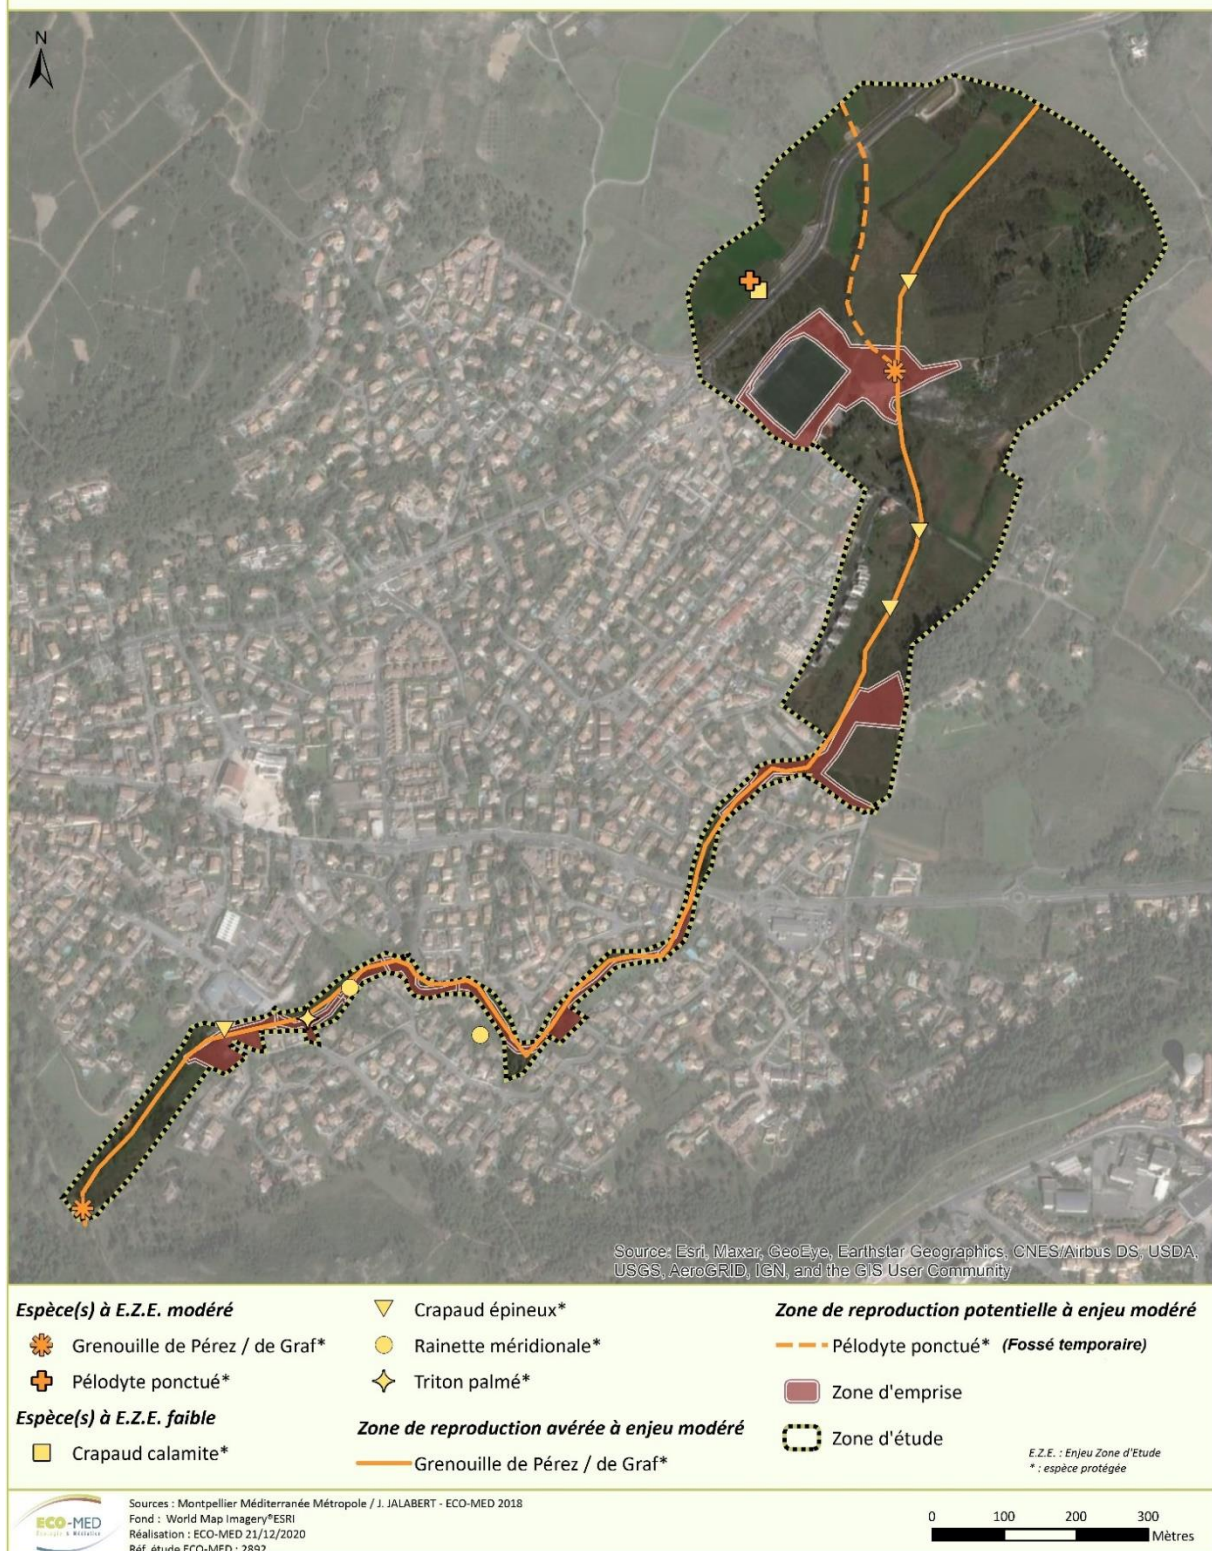 N
Source: Esri, Maxar, GeoEye, Earthstar Geographics, CNES/Airbus DS, USDA,
USGS, AeroGRID, IGN, and the GIS User Community
Espèce(s) à E.Z.E. modéré
Grenouille de Pérez / de Graf*
Pélodyte ponctué*
Espèce(s) à E.Z.E. faible
Crapaud calamite*
Crapaud épineux*
Rainette méridionale*
Triton palmé*
Zone de reproduction avérée à enjeu modéré
Grenouille de Pérez / de Graf*
Zone de reproduction potentielle à enjeu modéré
Pélodyte ponctué* (Fossé temporaire)
Zone d'emprise
Zone d'étude
E.Z.E. : Enjeu Zone d'Etude
* : espèce protégée
ECO-MED
Sources : Montpellier Méditerranée Métropole / J. JALABERT - ECO-MED 2018
Fond : World Map Imagery®ESRI
Réalisation : ECO-MED 21/12/2020
Réf. étude ECO-MED : 2892
0 100 200 300
Mètres